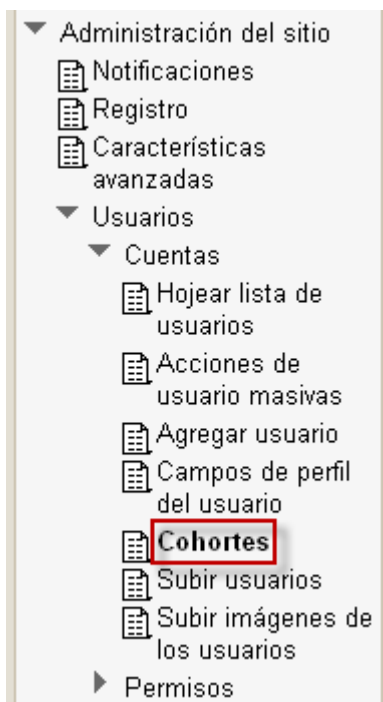 Administración del sitio
Notificaciones
Registro
Características
avanzadas
Usuarios
Cuentas
Hojear lista de
usuarios
Acciones de
usuario masivas
Agregar usuario
Campos de perfil
del usuario
Cohortes
Subir usuarios
Subir imágenes de
los usuarios
Permisos